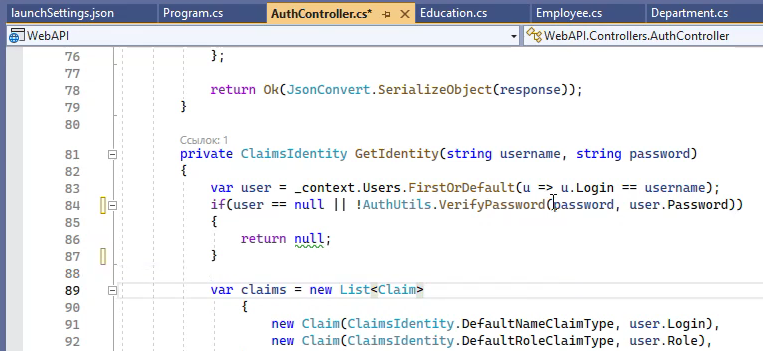 launchSettings.json Program.cs AuthController.cs* Education.cs Employee.cs Department.cs
WebAPI WebAPI.Controllers.AuthController
76 };
77
78 return Ok(JsonConvert.SerializeObject(response));
79 }
80
Ссылок: 1
81 private ClaimsIdentity GetIdentity(string username, string password)
82 {
83 var user = _context.Users.FirstOrDefault(u => u.Login == username);
84 if(user == null || !AuthUtils.VerifyPassword(password, user.Password))
85 {
86 return null;
87 }
88
89 var claims = new List<Claim>
90 {
91 new Claim(ClaimsIdentity.DefaultNameClaimType, user.Login),
92 new Claim(ClaimsIdentity.DefaultRoleClaimType, user.Role),